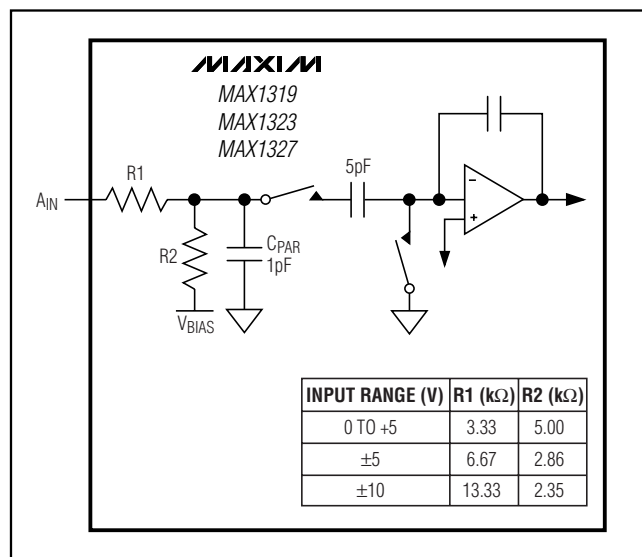 MAXIM
MAX1319
MAX1323
MAX1327
AIN
R1
R2
VBIAS
CPAR
1pF
5pF
−
+
INPUT RANGE (V) R1 (kΩ) R2 (kΩ)
0 TO +5 3.33 5.00
±5 6.67 2.86
±10 13.33 2.35